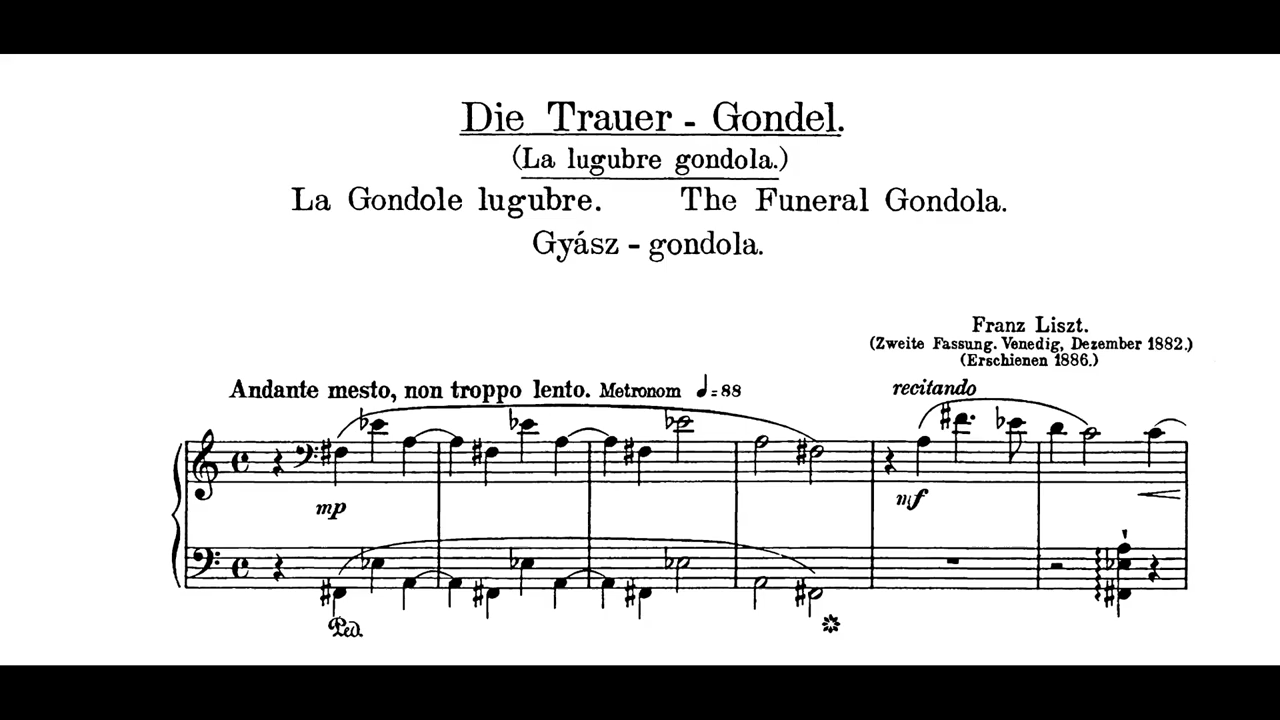 Die Trauer - Gondel.
(La lugubre gondola.)
La Gondole lugubre. The Funeral Gondola.
Gyász - gondola.
Franz Liszt.
(Zweite Fassung. Venedig, Dezember 1882.)
(Erschienen 1886.)
Andante mesto, non troppo lento. Metronom ♩=88
recitando
mp
mf
Ped.